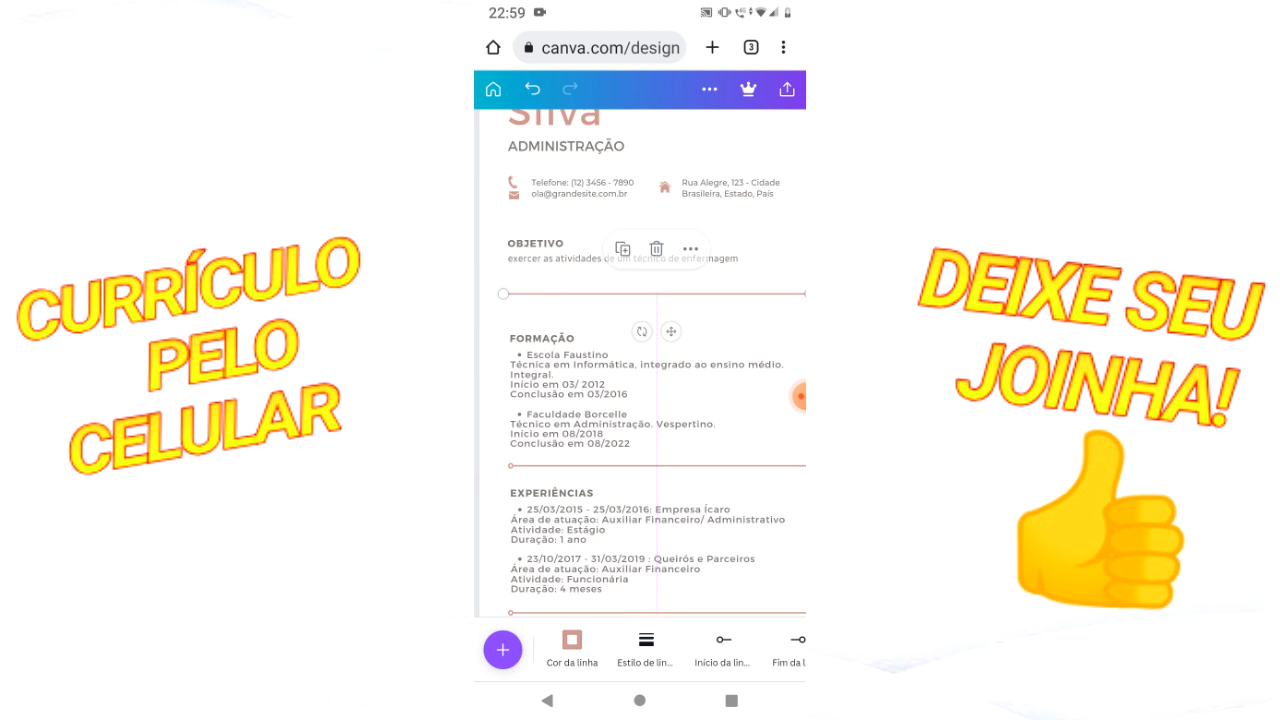 22:59
canva.com/design
3
Silva
ADMINISTRAÇÃO
Telefone: (12) 3456 - 7890
ola@grandesite.com.br
Rua Alegre, 123 - Cidade
Brasileira, Estado, País
OBJETIVO
exercer as atividades de um técnico de enfermagem
FORMAÇÃO
• Escola Faustino
Técnica em Informática, integrado ao ensino médio.
Integral.
Início em 03/ 2012
Conclusão em 03/2016
• Faculdade Borcelle
Técnico em Administração. Vespertino.
Início em 08/2018
Conclusão em 08/2022
EXPERIÊNCIAS
• 25/03/2015 - 25/03/2016: Empresa Ícaro
Área de atuação: Auxiliar Financeiro/ Administrativo
Atividade: Estágio
Duração: 1 ano
• 23/10/2017 - 31/03/2019 : Queirós e Parceiros
Área de atuação: Auxiliar Financeiro
Atividade: Funcionária
Duração: 4 meses
Cor da linha
Estilo de lin...
Início da lin...
Fim da l
CURRÍCULO
PELO
CELULAR
DEIXE SEU
JOINHA!